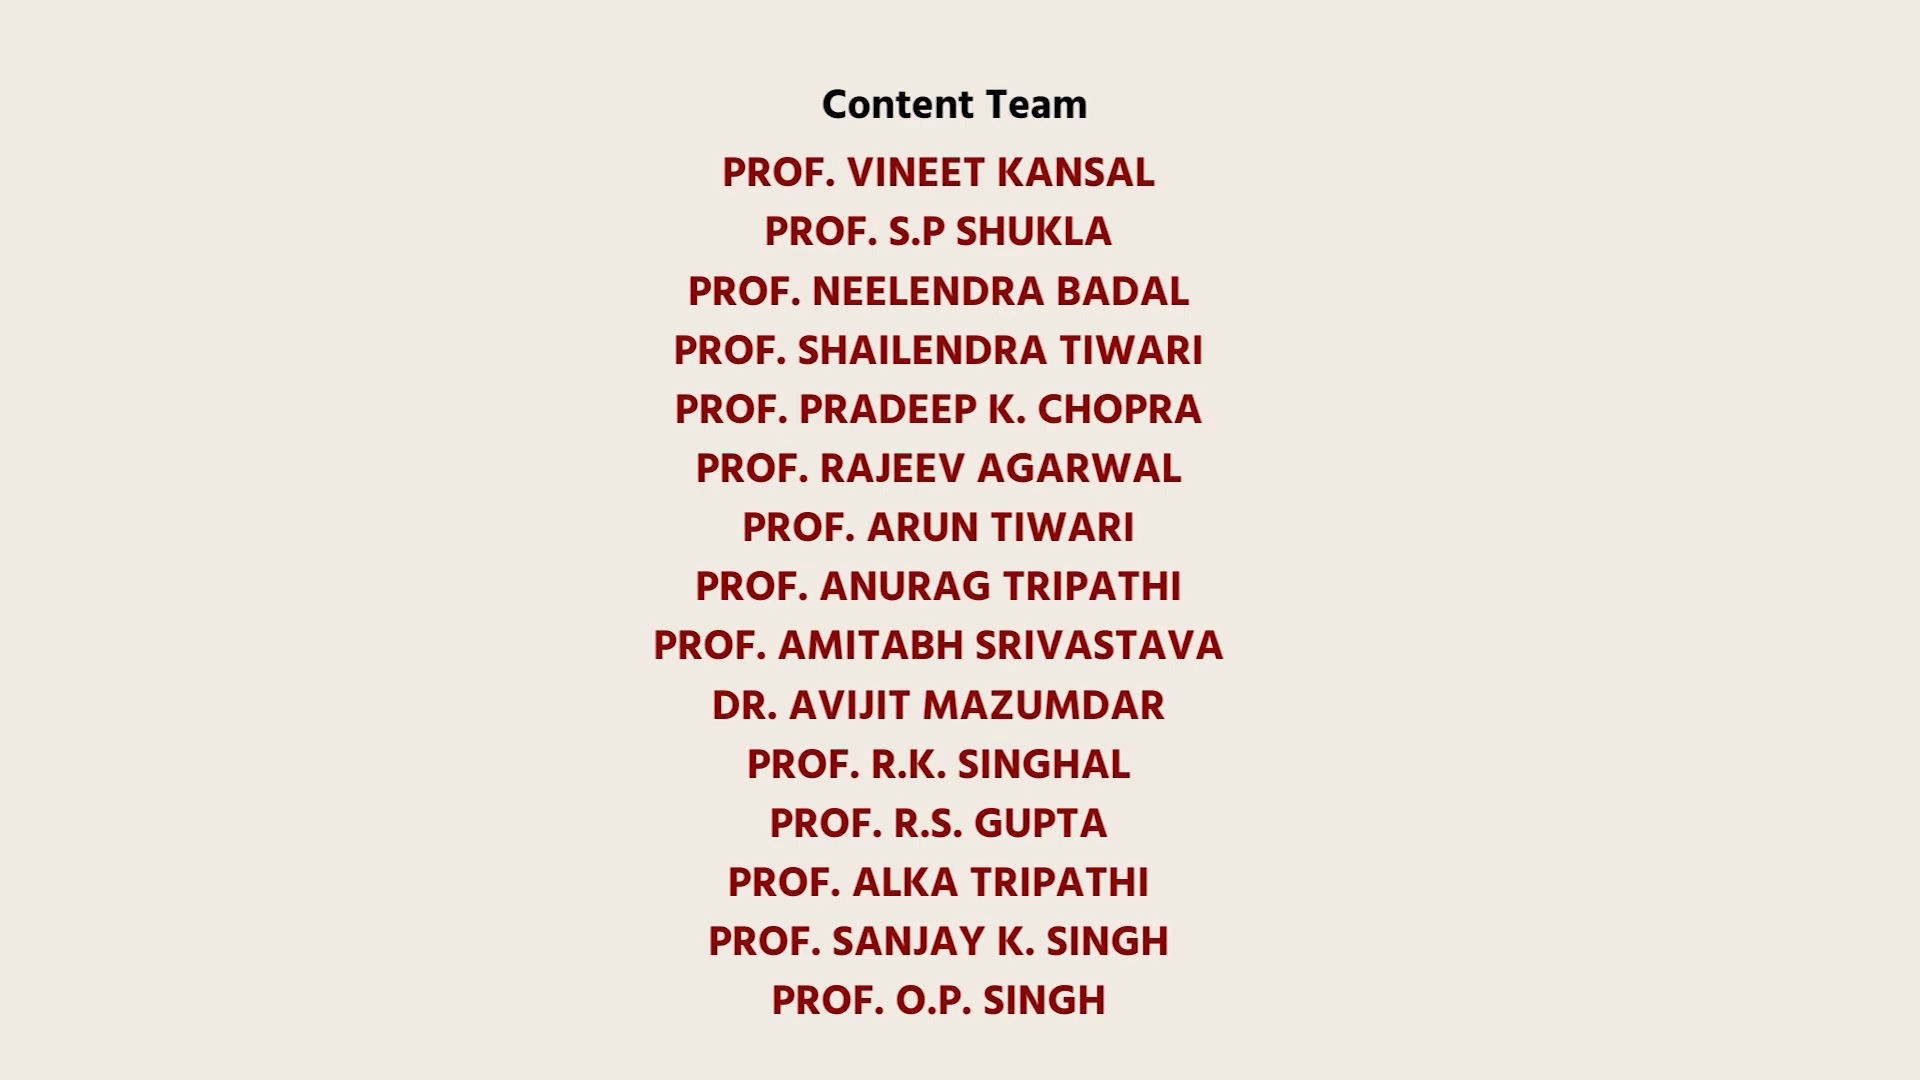 Content Team
PROF. VINEET KANSAL
PROF. S.P SHUKLA
PROF. NEELENDRA BADAL
PROF. SHAILENDRA TIWARI
PROF. PRADEEP K. CHOPRA
PROF. RAJEEV AGARWAL
PROF. ARUN TIWARI
PROF. ANURAG TRIPATHI
PROF. AMITABH SRIVASTAVA
DR. AVIJIT MAZUMDAR
PROF. R.K. SINGHAL
PROF. R.S. GUPTA
PROF. ALKA TRIPATHI
PROF. SANJAY K. SINGH
PROF. O.P. SINGH